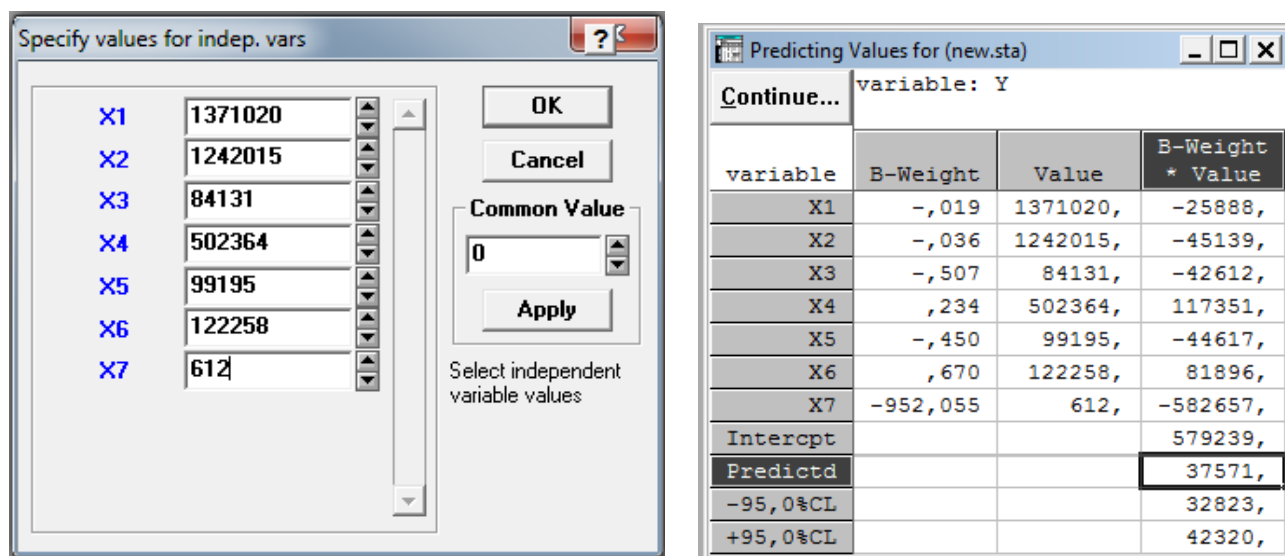 Specify values for indep. vars ?
X1 1371020
X2 1242015
X3 84131
X4 502364
X5 99195
X6 122258
X7 612
OK
Cancel
Common Value
0
Apply
Select independent
variable values
Predicting Values for (new.sta)
Continue... variable: Y
B-Weight
variable B-Weight Value * Value
X1 -,019 1371020, -25888,
X2 -,036 1242015, -45139,
X3 -,507 84131, -42612,
X4 ,234 502364, 117351,
X5 -,450 99195, -44617,
X6 ,670 122258, 81896,
X7 -952,055 612, -582657,
Intercpt 579239,
Predictd 37571,
-95,0%CL 32823,
+95,0%CL 42320,